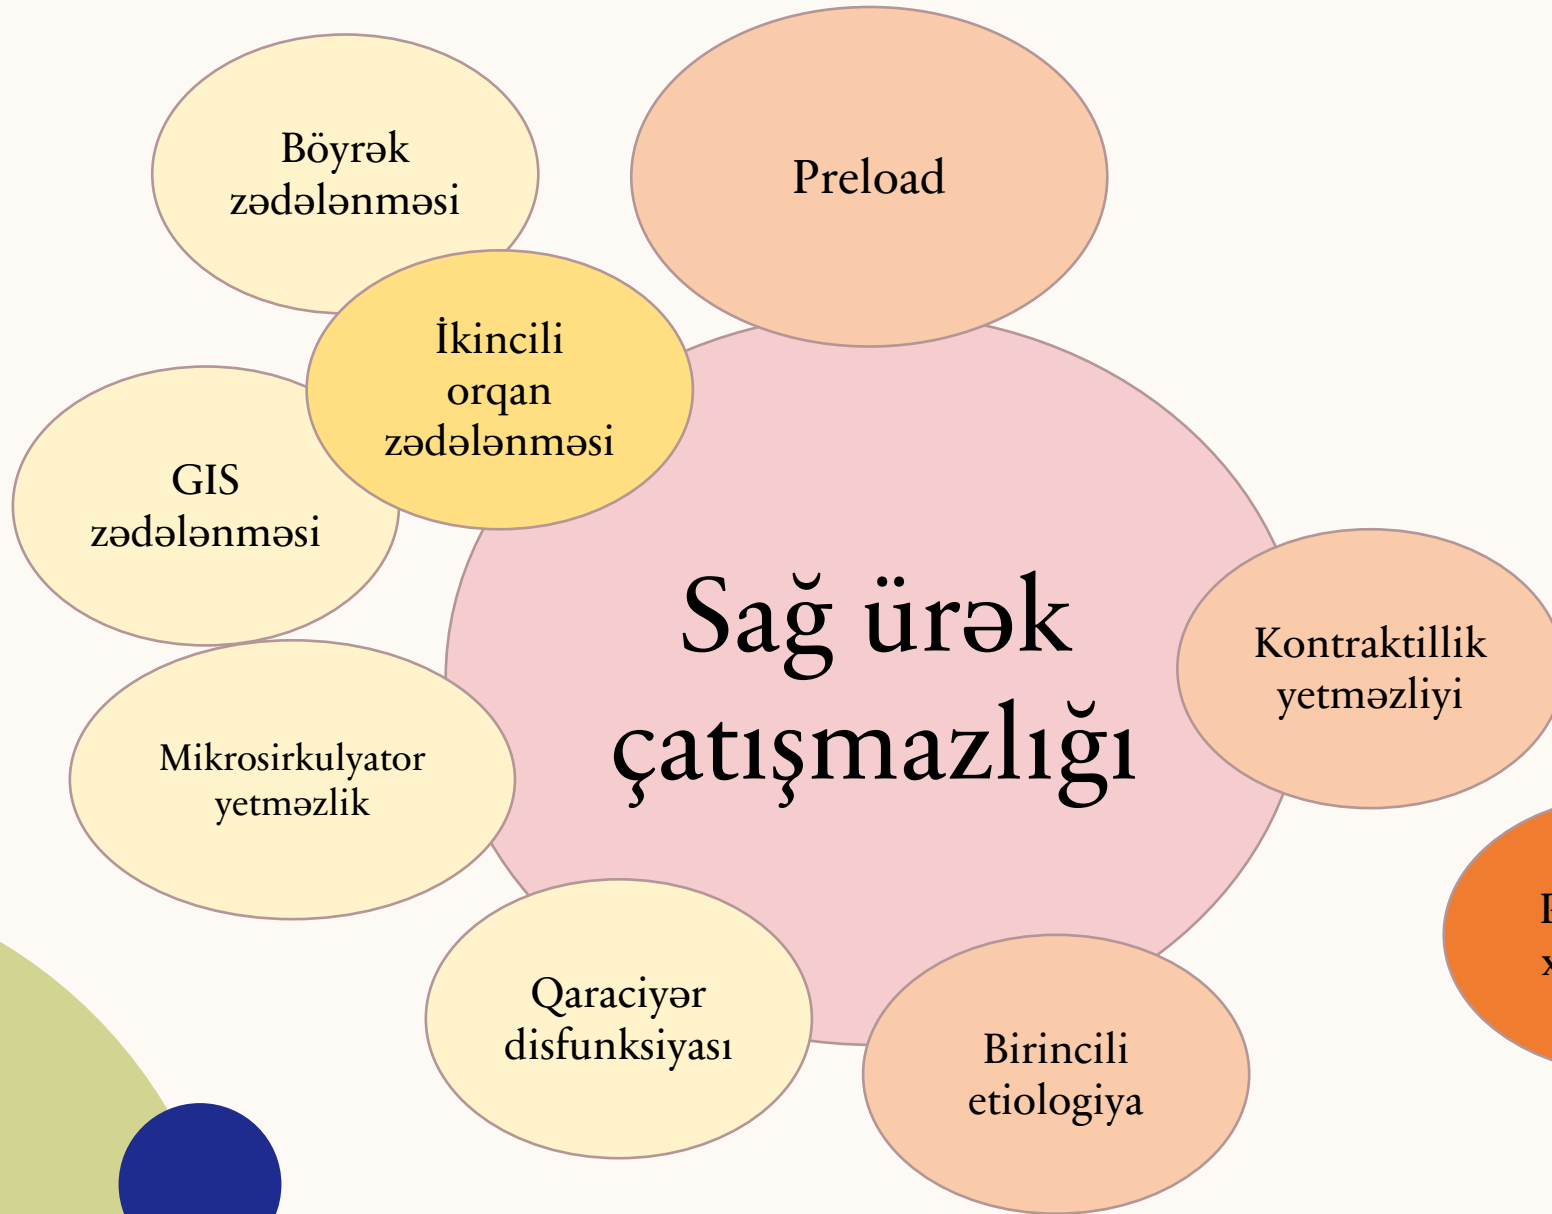 Böyrək
zədələnməsi
Preload
İkincili
orqan
zədələnməsi
GIS
zədələnməsi
Sağ ürək
çatışmazlığı
Kontraktillik
yetməzliyi
Mikrosirkulyator
yetməzlik
Qaraciyər
disfunksiyası
Birincili
etiologiya